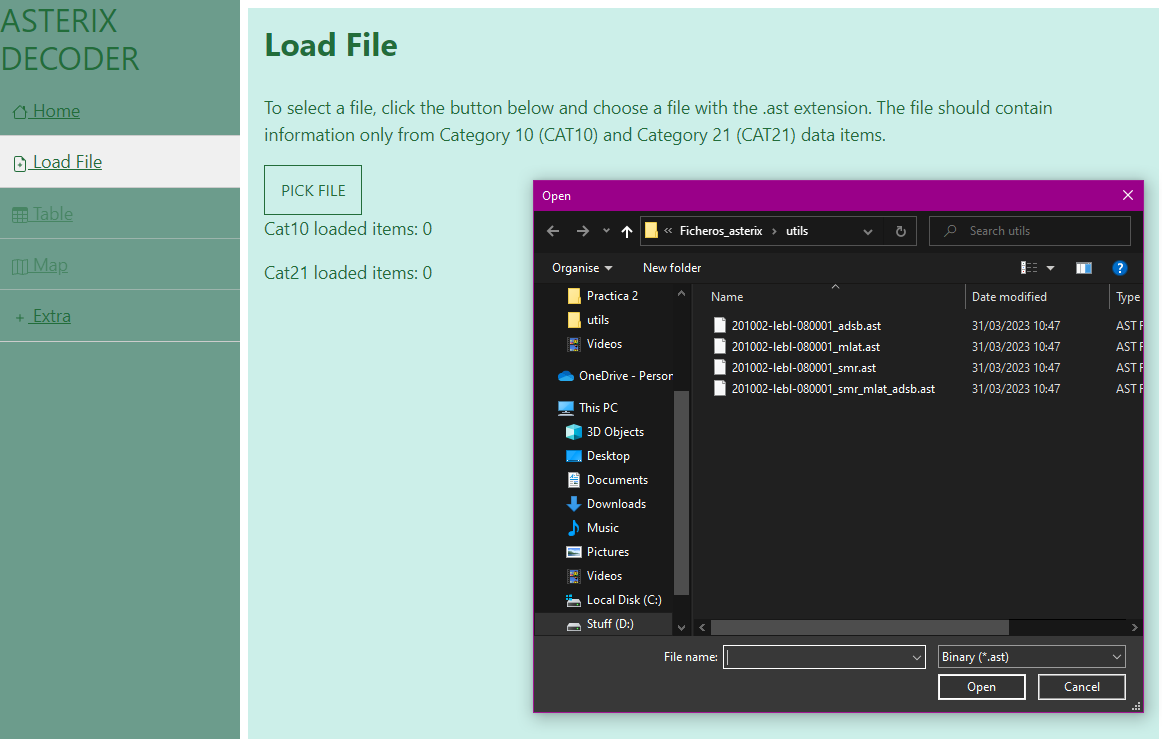 ASTERIX
DECODER
Home
Load File
Table
Map
+ Extra
Load File
To select a file, click the button below and choose a file with the .ast extension. The file should contain
information only from Category 10 (CAT10) and Category 21 (CAT21) data items.
PICK FILE
Cat10 loaded items: 0
Cat21 loaded items: 0
Open
« Ficheros_asterix › utils
Search utils
Organise
New folder
Practica 2
utils
Videos
OneDrive - Person
This PC
3D Objects
Desktop
Documents
Downloads
Music
Pictures
Videos
Local Disk (C:)
Stuff (D:)
Name Date modified Type
201002-lebl-080001_adsb.ast 31/03/2023 10:47 AST F
201002-lebl-080001_mlat.ast 31/03/2023 10:47 AST F
201002-lebl-080001_smr.ast 31/03/2023 10:47 AST F
201002-lebl-080001_smr_mlat_adsb.ast 31/03/2023 10:47 AST F
File name:
Binary (*.ast)
Open
Cancel